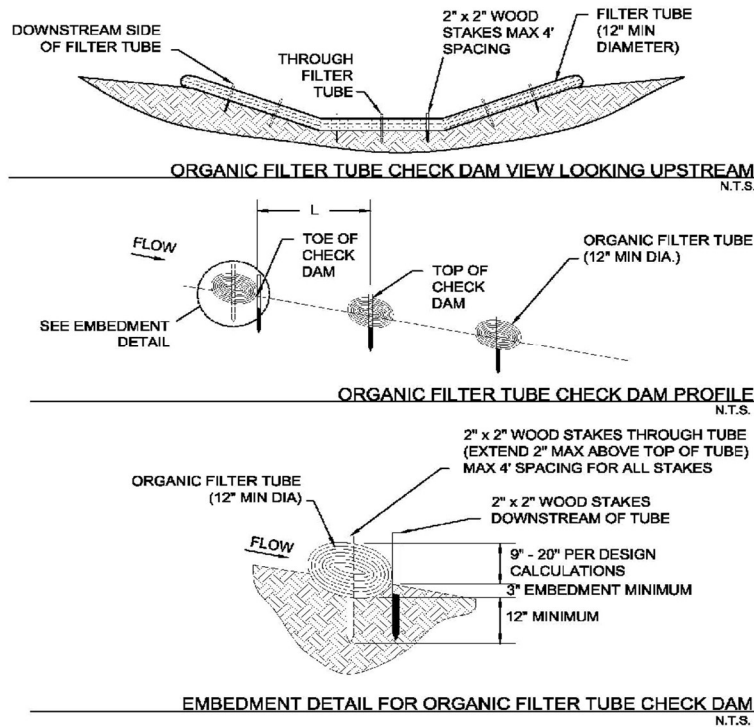 DOWNSTREAM SIDE
OF FILTER TUBE
THROUGH
FILTER
TUBE
2" x 2" WOOD
STAKES MAX 4'
SPACING
FILTER TUBE
(12" MIN
DIAMETER)
ORGANIC FILTER TUBE CHECK DAM VIEW LOOKING UPSTREAM
N.T.S.
L
FLOW
TOE OF
CHECK
DAM
TOP OF
CHECK
DAM
ORGANIC FILTER TUBE
(12" MIN DIA.)
SEE EMBEDMENT
DETAIL
ORGANIC FILTER TUBE CHECK DAM PROFILE
N.T.S.
2" x 2" WOOD STAKES THROUGH TUBE
(EXTEND 2" MAX ABOVE TOP OF TUBE)
MAX 4' SPACING FOR ALL STAKES
ORGANIC FILTER TUBE
(12" MIN DIA)
2" x 2" WOOD STAKES
DOWNSTREAM OF TUBE
FLOW
9" - 20" PER DESIGN
CALCULATIONS
3" EMBEDMENT MINIMUM
12" MINIMUM
EMBEDMENT DETAIL FOR ORGANIC FILTER TUBE CHECK DAM
N.T.S.